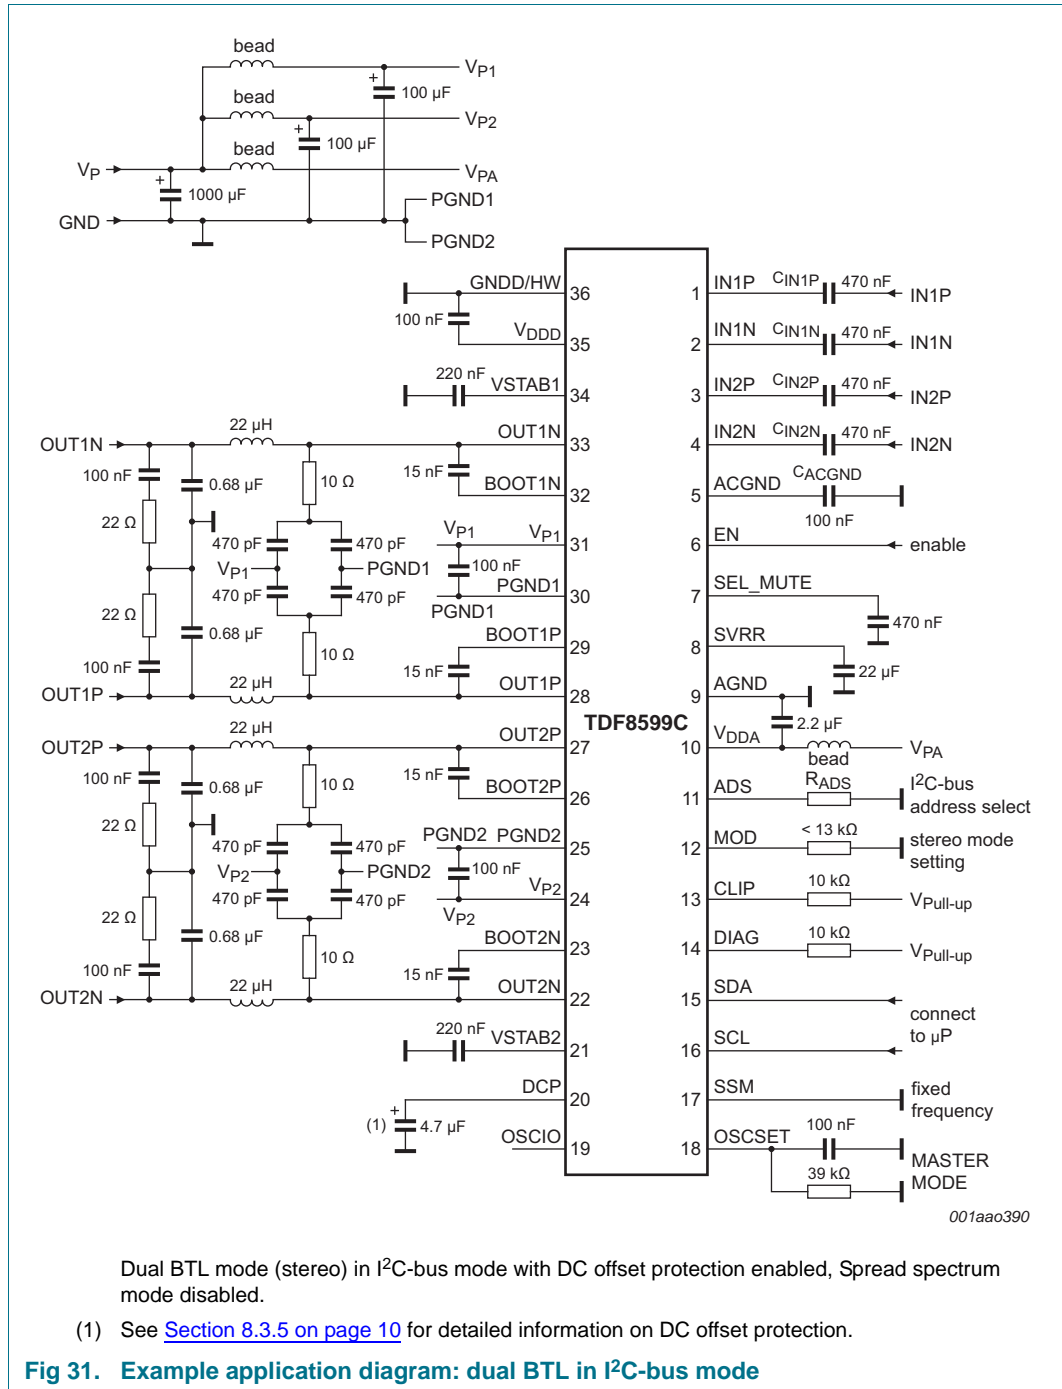 bead
VP1
+
100 µF
bead
VP2
+
100 µF
bead
VP
VPA
+
1000 µF
PGND1
GND
PGND2
GNDD/HW 36
1 IN1P CIN1P 470 nF IN1P
100 nF
VDDD 35
2 IN1N CIN1N 470 nF IN1N
220 nF VSTAB1 34
3 IN2P CIN2P 470 nF IN2P
OUT1N 22 µH OUT1N 33
4 IN2N CIN2N 470 nF IN2N
100 nF 0.68 µF 10 Ω 15 nF
BOOT1N 32
5 ACGND CACGND 100 nF
22 Ω
470 pF 470 pF
VP1 VP1 31
6 EN enable
VP1 PGND1 100 nF
470 pF 470 pF
PGND1 30
PGND1
7 SEL_MUTE 470 nF
22 Ω 0.68 µF 10 Ω
BOOT1P 29
8 SVRR 22 µF
100 nF 15 nF
OUT1P 22 µH OUT1P 28
9 AGND
TDF8599C
2.2 µF
OUT2P 22 µH OUT2P 27
10 VDDA bead VPA
100 nF 0.68 µF 10 Ω 15 nF
BOOT2P 26
11 ADS RADS I2C-bus
address select
22 Ω
470 pF 470 pF
PGND2 PGND2 25
12 MOD < 13 kΩ stereo mode
setting
VP2 PGND2 100 nF
470 pF 470 pF
VP2 24
VP2
13 CLIP 10 kΩ VPull-up
22 Ω 0.68 µF 10 Ω
BOOT2N 23
14 DIAG 10 kΩ VPull-up
100 nF 15 nF
OUT2N 22 µH OUT2N 22
15 SDA
connect
to µP
220 nF VSTAB2 21
16 SCL
DCP 20
17 SSM fixed
frequency
(1) + 4.7 µF
OSCIO 19
18 OSCSET 100 nF
39 kΩ
MASTER
MODE
001aao390
Dual BTL mode (stereo) in I2C-bus mode with DC offset protection enabled, Spread spectrum
mode disabled.
(1) See Section 8.3.5 on page 10 for detailed information on DC offset protection.
Fig 31. Example application diagram: dual BTL in I2C-bus mode